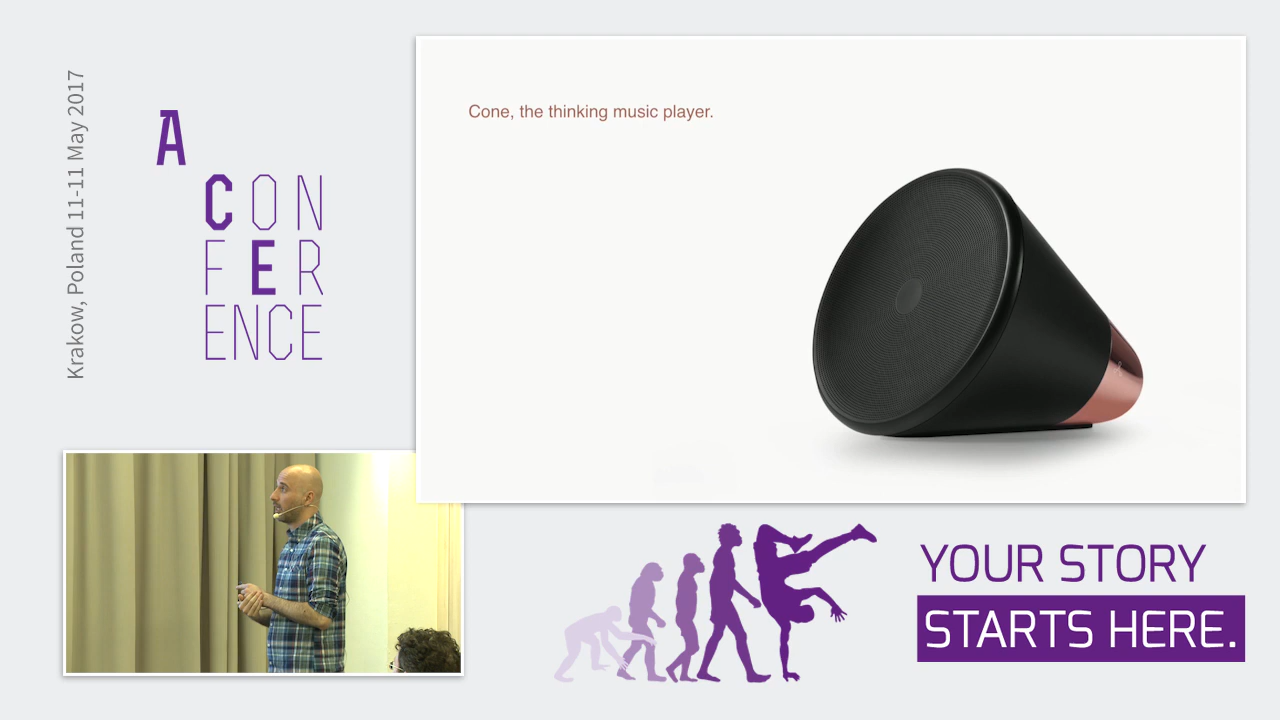 Krakow, Poland 11-11 May 2017
A
CON
FER
ENCE
Cone, the thinking music player.
YOUR STORY
STARTS HERE.